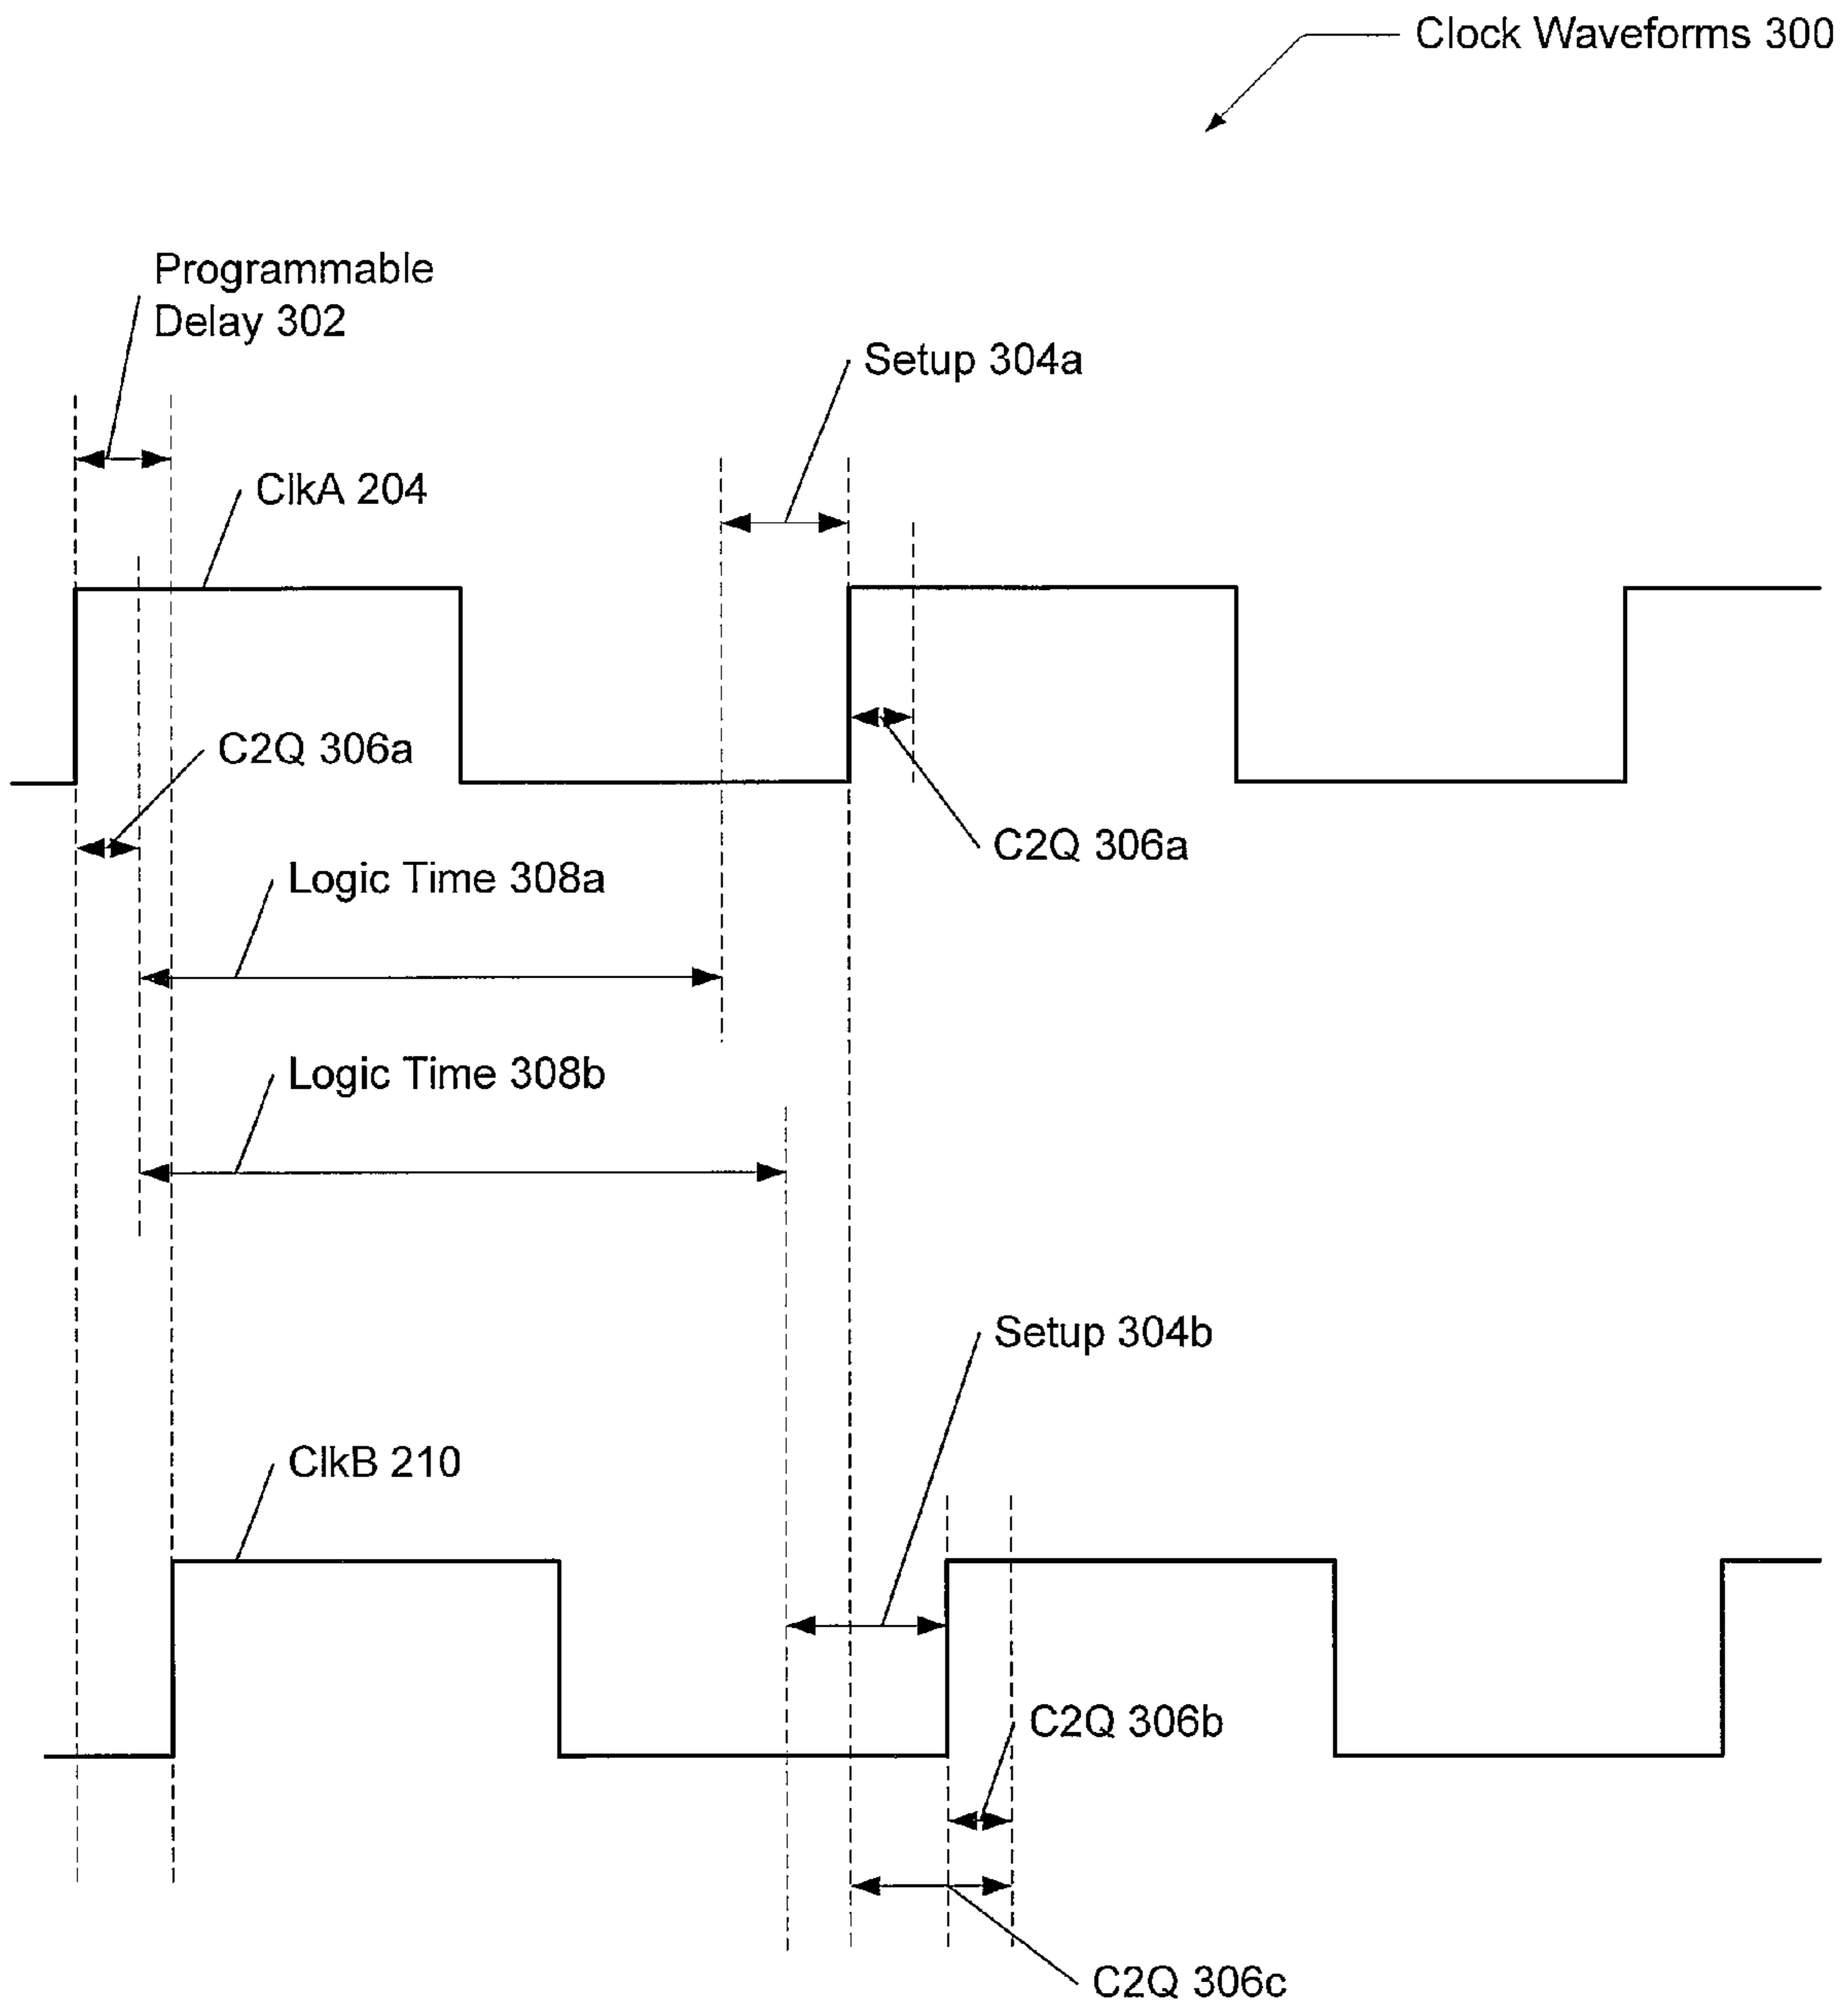 Clock Waveforms 300
Programmable
Delay 302
Setup 304a
ClkA 204
C2Q 306a
C2Q 306a
Logic Time 308a
Logic Time 308b
Setup 304b
ClkB 210
C2Q 306b
C2Q 306c